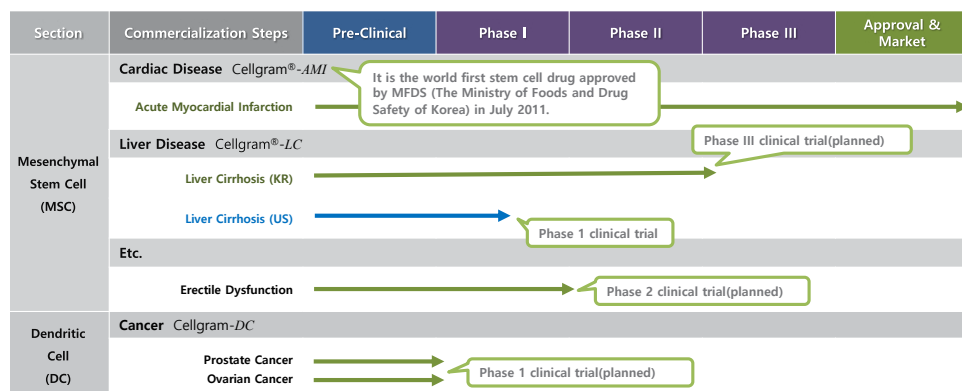 Section
Commercialization Steps
Pre-Clinical
Phase I
Phase II
Phase III
Approval &
Market
Mesenchymal
Stem Cell
(MSC)
Cardiac Disease Cellgram®-AMI
It is the world first stem cell drug approved
by MFDS (The Ministry of Foods and Drug
Safety of Korea) in July 2011.
Acute Myocardial Infarction
Liver Disease Cellgram®-LC
Phase III clinical trial(planned)
Liver Cirrhosis (KR)
Liver Cirrhosis (US)
Phase 1 clinical trial
Etc.
Erectile Dysfunction
Phase 2 clinical trial(planned)
Dendritic
Cell
(DC)
Cancer Cellgram-DC
Prostate Cancer
Ovarian Cancer
Phase 1 clinical trial(planned)